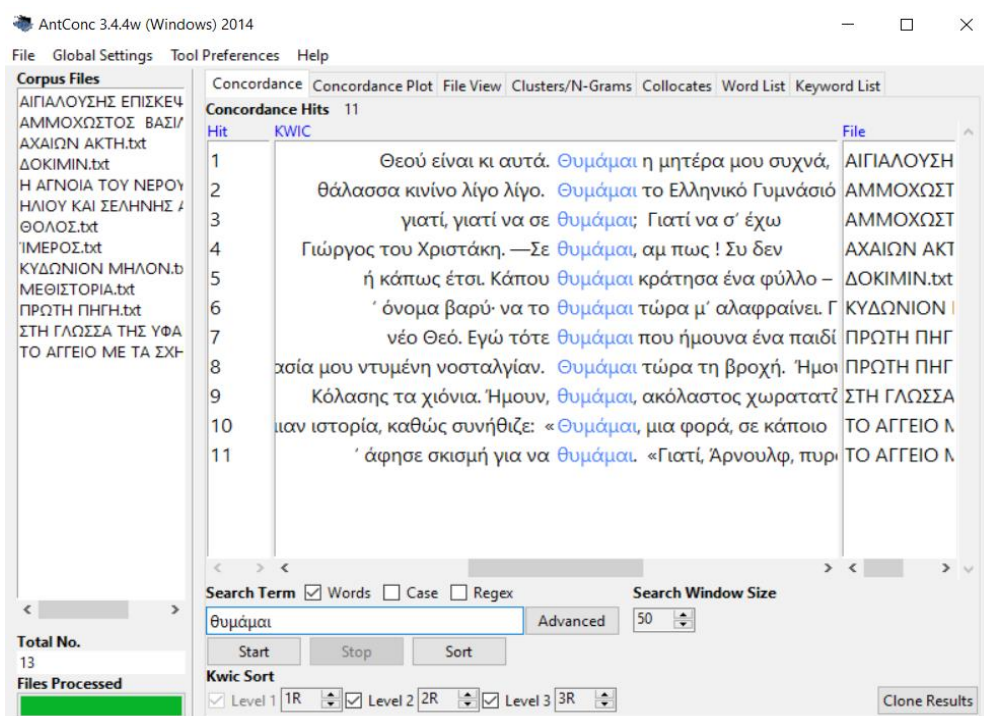 AntConc 3.4.4w (Windows) 2014
File Global Settings Tool Preferences Help
Corpus Files
ΑΙΓΙΑΛΟΥΣΗΣ ΕΠΙΣΚΕΨ
ΑΜΜΟΧΩΣΤΟΣ ΒΑΣΙΛ
ΑΧΑΙΩΝ ΑΚΤΗ.txt
ΔΟΚΙΜΙΝ.txt
Η ΑΓΝΟΙΑ ΤΟΥ ΝΕΡΟΥ
ΗΛΙΟΥ ΚΑΙ ΣΕΛΗΝΗΣ Α
ΘΟΛΟΣ.txt
ΊΜΕΡΟΣ.txt
ΚΥΔΩΝΙΟΝ ΜΗΛΟΝ.t
ΜΕΘΙΣΤΟΡΙΑ.txt
ΠΡΩΤΗ ΠΗΓΗ.txt
ΣΤΗ ΓΛΩΣΣΑ ΤΗΣ ΥΦΑ
ΤΟ ΑΓΓΕΙΟ ΜΕ ΤΑ ΣΧΗ
Total No.
13
Files Processed
Concordance Concordance Plot File View Clusters/N-Grams Collocates Word List Keyword List
Concordance Hits 11
Hit KWIC File
1 Θεού είναι κι αυτά. Θυμάμαι η μητέρα μου συχνά, ΑΙΓΙΑΛΟΥΣΗ
2 θάλασσα κινίνο λίγο λίγο. Θυμάμαι το Ελληνικό Γυμνάσιό ΑΜΜΟΧΩΣΤ
3 γιατί, γιατί να σε θυμάμαι; Γιατί να σ΄ έχω ΑΜΜΟΧΩΣΤ
4 Γιώργος του Χριστάκη. —Σε θυμάμαι, αμ πως ! Συ δεν ΑΧΑΙΩΝ ΑΚΤ
5 ή κάπως έτσι. Κάπου θυμάμαι κράτησα ένα φύλλο – ΔΟΚΙΜΙΝ.txt
6 ΄ όνομα βαρύ· να το θυμάμαι τώρα μ΄ αλαφραίνει. Γ ΚΥΔΩΝΙΟΝ
7 νέο Θεό. Εγώ τότε θυμάμαι που ήμουνα ένα παιδί ΠΡΩΤΗ ΠΗΓ
8 ασία μου ντυμένη νοσταλγίαν. Θυμάμαι τώρα τη βροχή. Ήμου ΠΡΩΤΗ ΠΗΓ
9 Κόλασης τα χιόνια. Ήμουν, θυμάμαι, ακόλαστος χωρατατζ ΣΤΗ ΓΛΩΣΣΑ
10 μιαν ιστορία, καθώς συνήθιζε: «Θυμάμαι, μια φορά, σε κάποιο ΤΟ ΑΓΓΕΙΟ Μ
11 ΄ άφησε σκισμή για να θυμάμαι. «Γιατί, Άρνουλφ, πυρ ΤΟ ΑΓΓΕΙΟ Μ
Search Term Words Case Regex Search Window Size
θυμάμαι Advanced 50
Start Stop Sort
Kwic Sort
Level 1 1R Level 2 2R Level 3 3R Clone Results